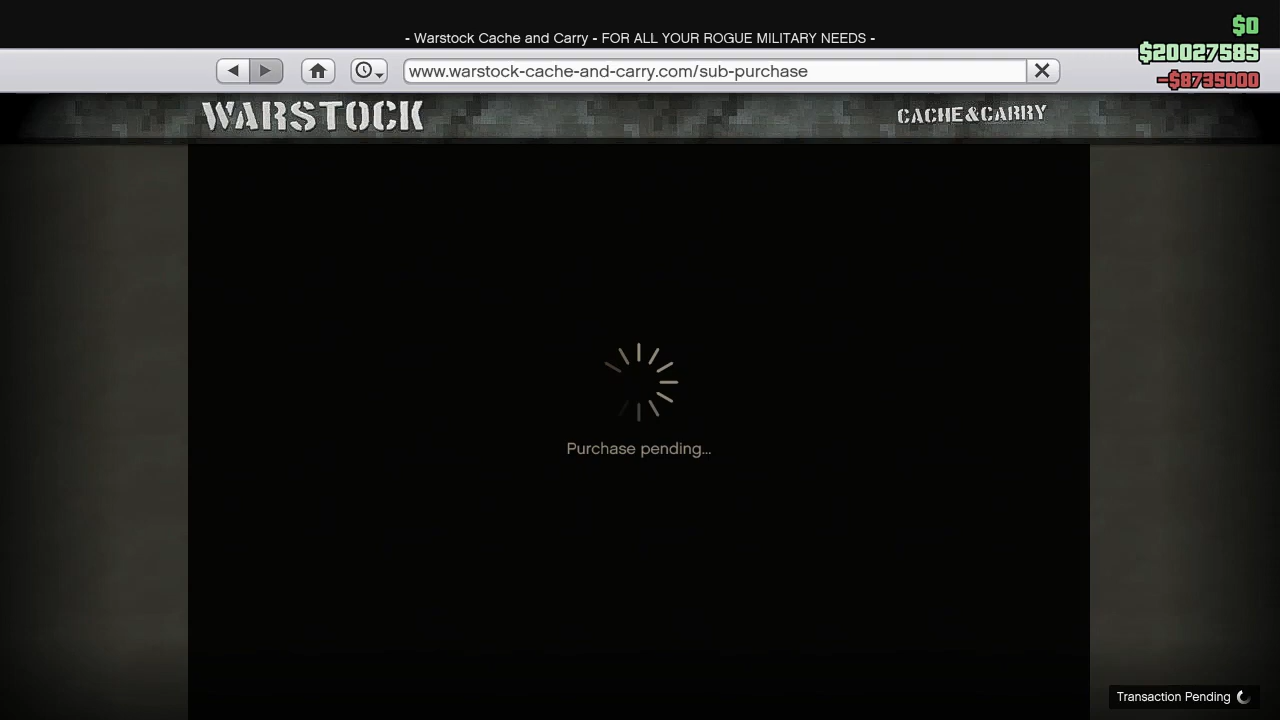 - Warstock Cache and Carry - FOR ALL YOUR ROGUE MILITARY NEEDS -
$0
$20027585
-$8735000
www.warstock-cache-and-carry.com/sub-purchase
WARSTOCK
CACHE&CARRY
Purchase pending...
Transaction Pending